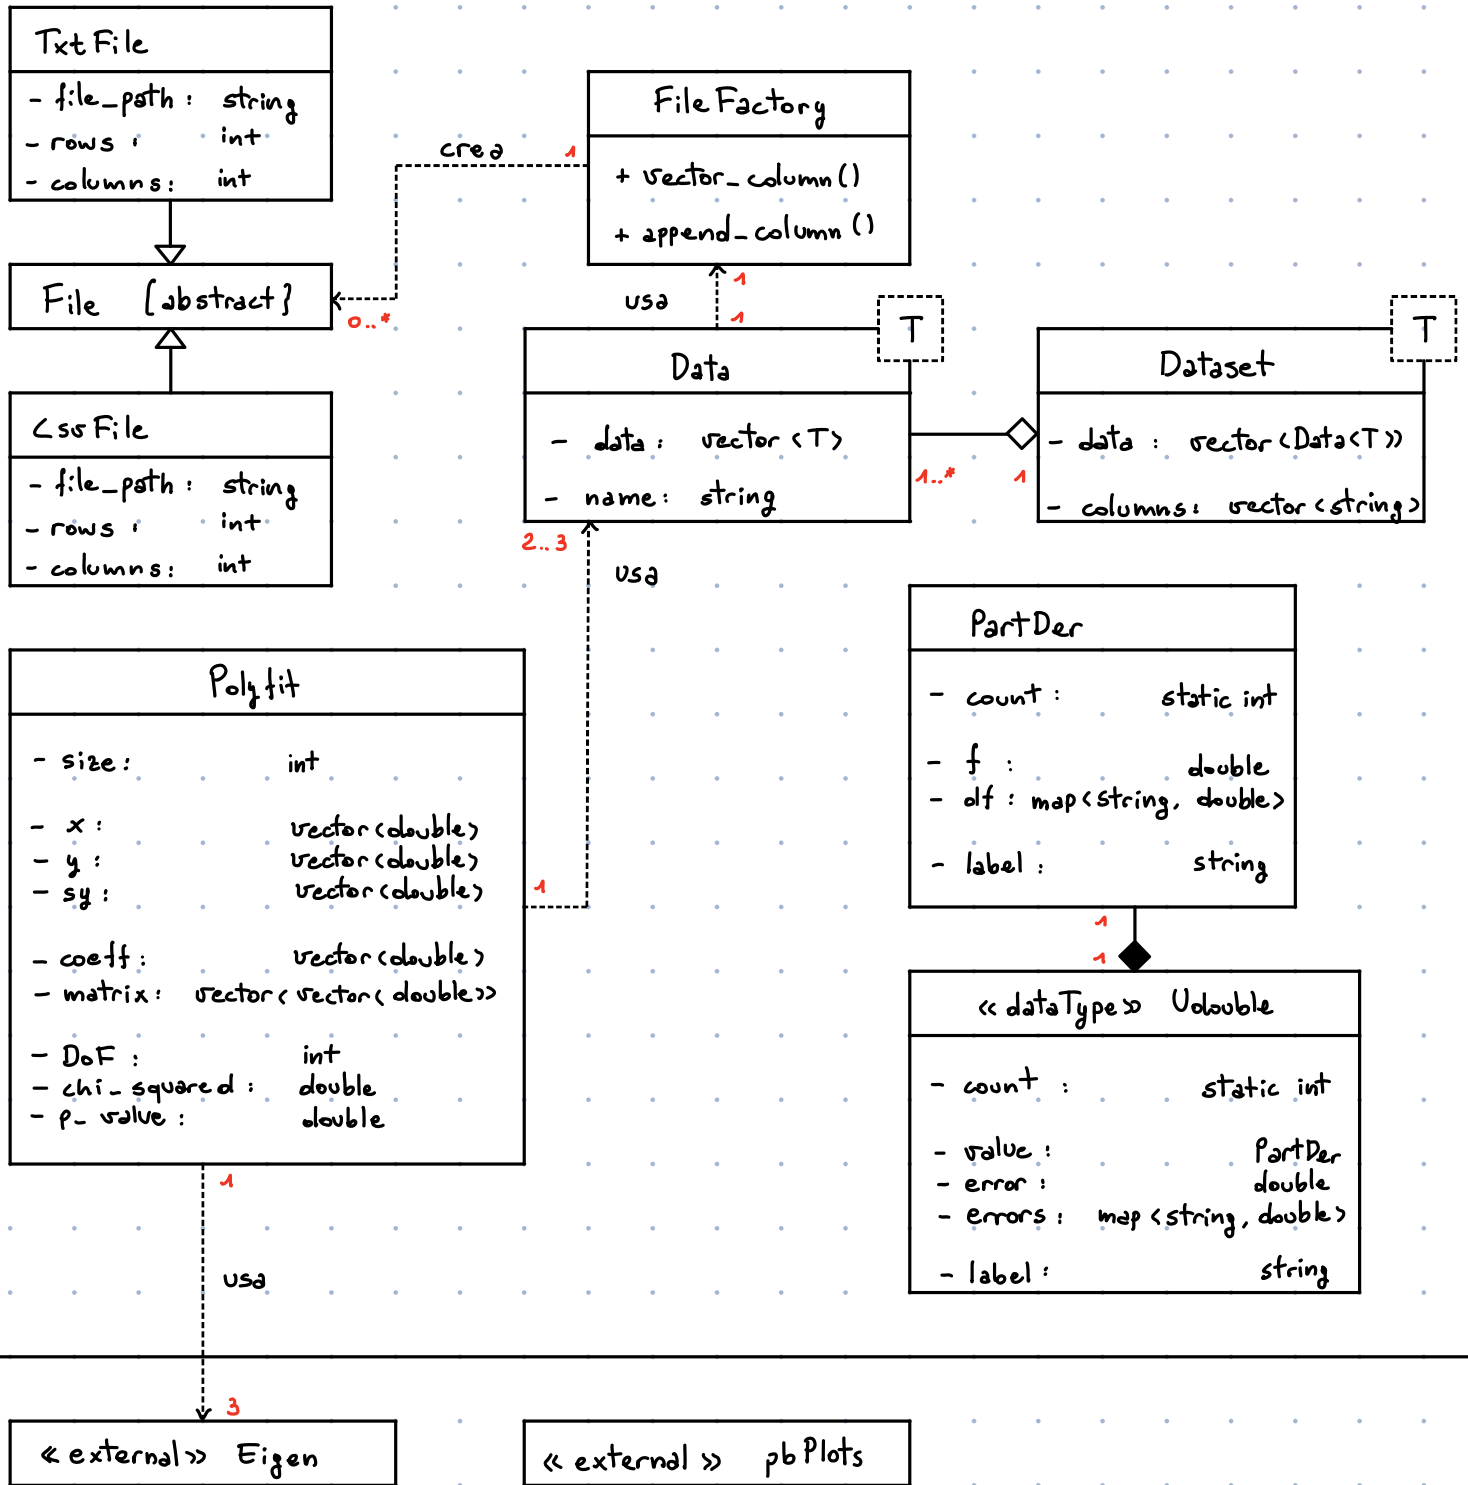 TxtFile
- file_path: string
- rows: int
- columns: int
File {abstract}
CsvFile
- file_path: string
- rows: int
- columns: int
crea
1
0..*
FileFactory
+ vector_column()
+ append_column()
usa
1
1
T
Data
- data: vector<T>
- name: string
1..*
1
T
Dataset
- data: vector<Data<T>>
- columns: vector<string>
2..3
usa
1
Polyfit
- size: int
- x: vector<double>
- y: vector<double>
- sy: vector<double>
- coeff: vector<double>
- matrix: vector<vector<double>>
- DoF: int
- chi_squared: double
- p_value: double
1
usa
3
PartDer
- count: static int
- f: double
- df: map<string, double>
- label: string
1
1
«dataType» Udouble
- count: static int
- value: PartDer
- error: double
- errors: map<string, double>
- label: string
«external» Eigen
«external» pbPlots